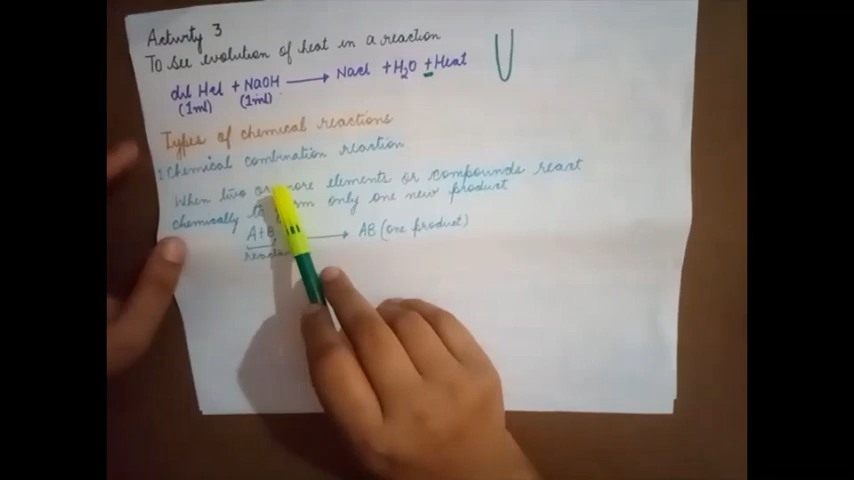 Activity 3
To see evolution of heat in a reaction
dil Hcl + NaOH → Nacl + H2O + Heat
(1ml) (1ml)
Types of chemical reactions
1. Chemical combination reaction
When two or more elements or compounds react
chemically to form only one new product
A+B → AB (one product)